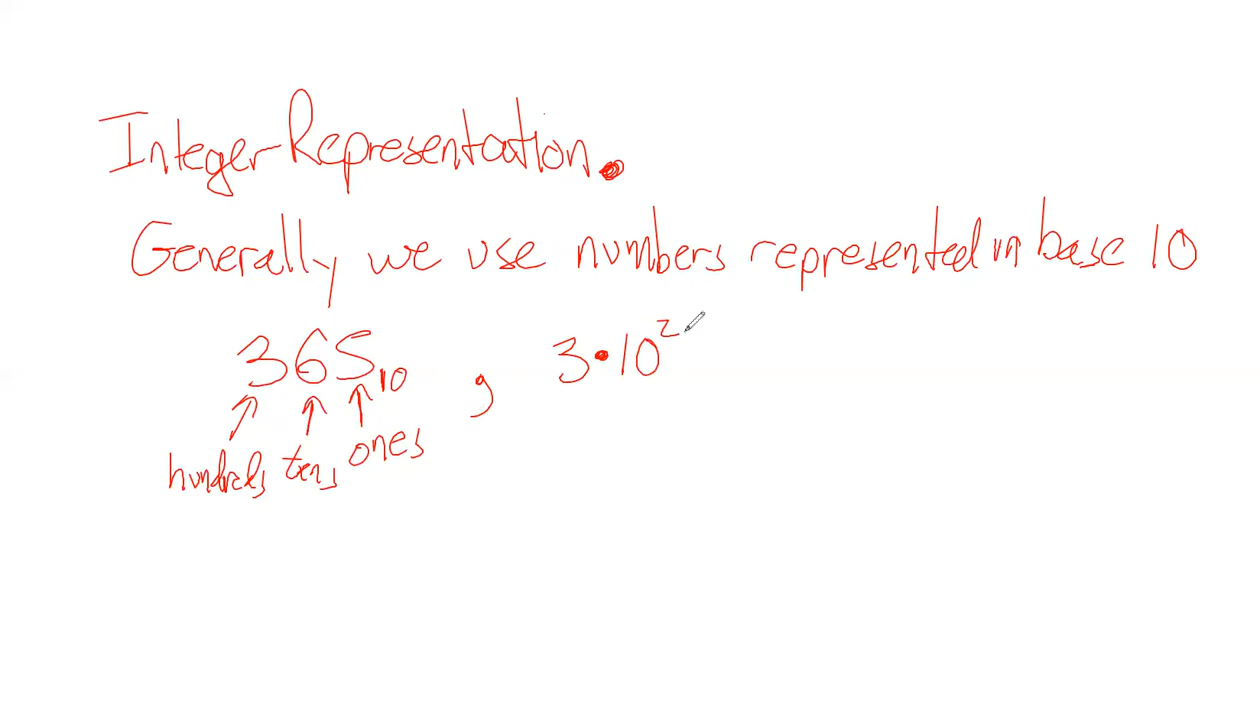 Integer Representation.
Generally we use numbers represented in base 10
365₁₀ , 3·10²
hundreds tens ones